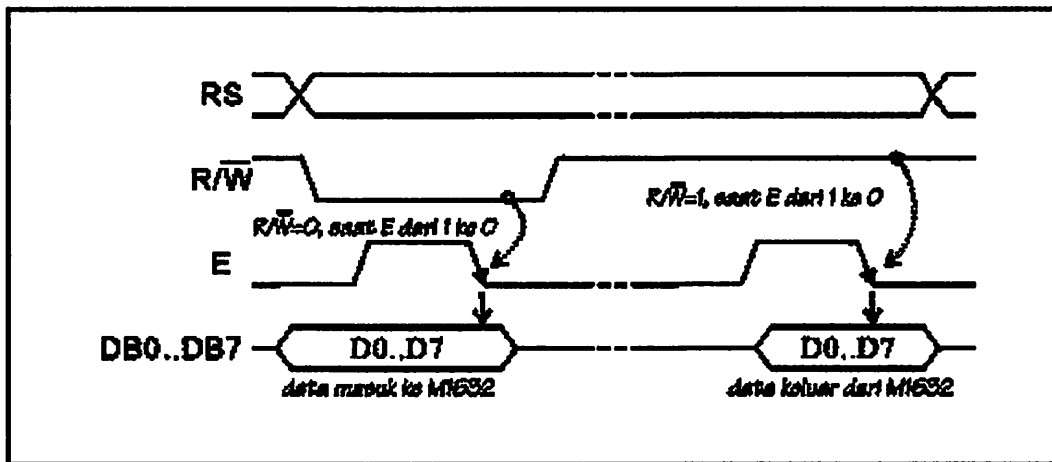 RS
R/W̅
R/W̅=0, saat E dari 1 ke 0
R/W̅=1, saat E dari 1 ke 0
E
DB0..DB7
D0..D7
D0..D7
data masuk ke M1632
data keluar dari M1632